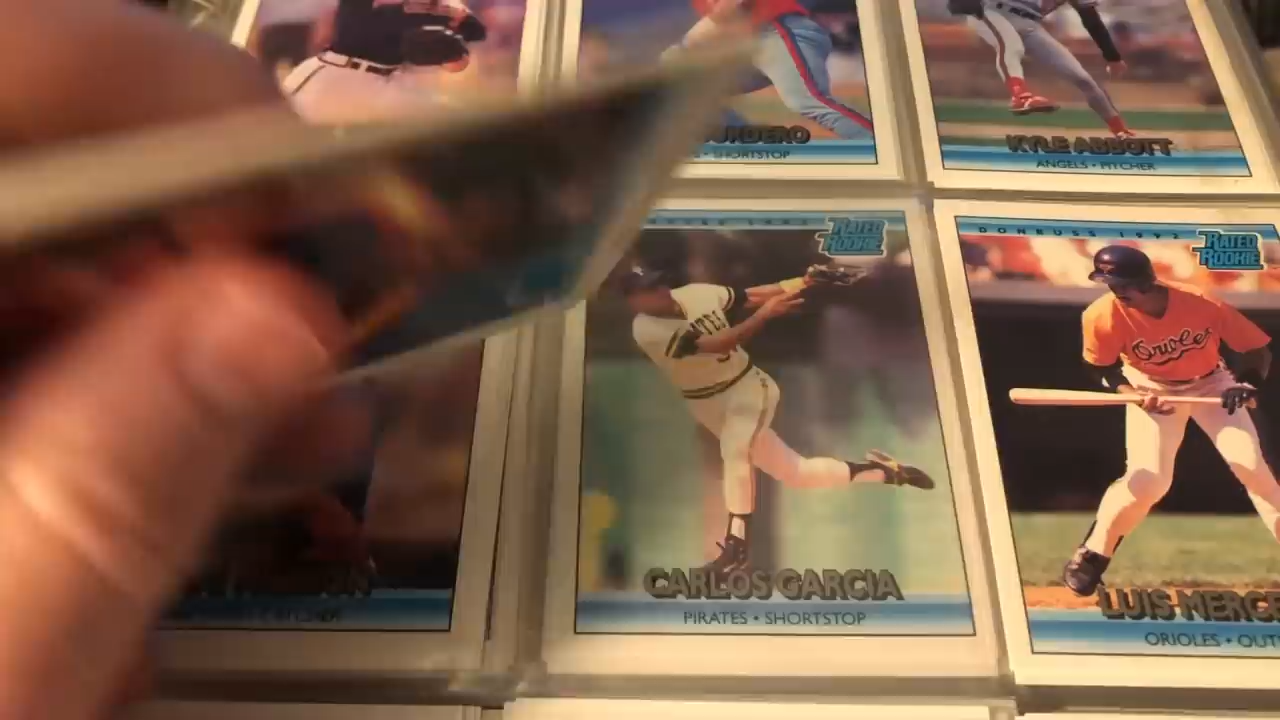 SHORTSTOP
KYLE ABBOTT
ANGELS • PITCHER
RATED
ROOKIE
CARLOS GARCIA
PIRATES • SHORTSTOP
DONRUSS 1992
RATED
ROOKIE
Orioles
LUIS MERCE
ORIOLES • OUT